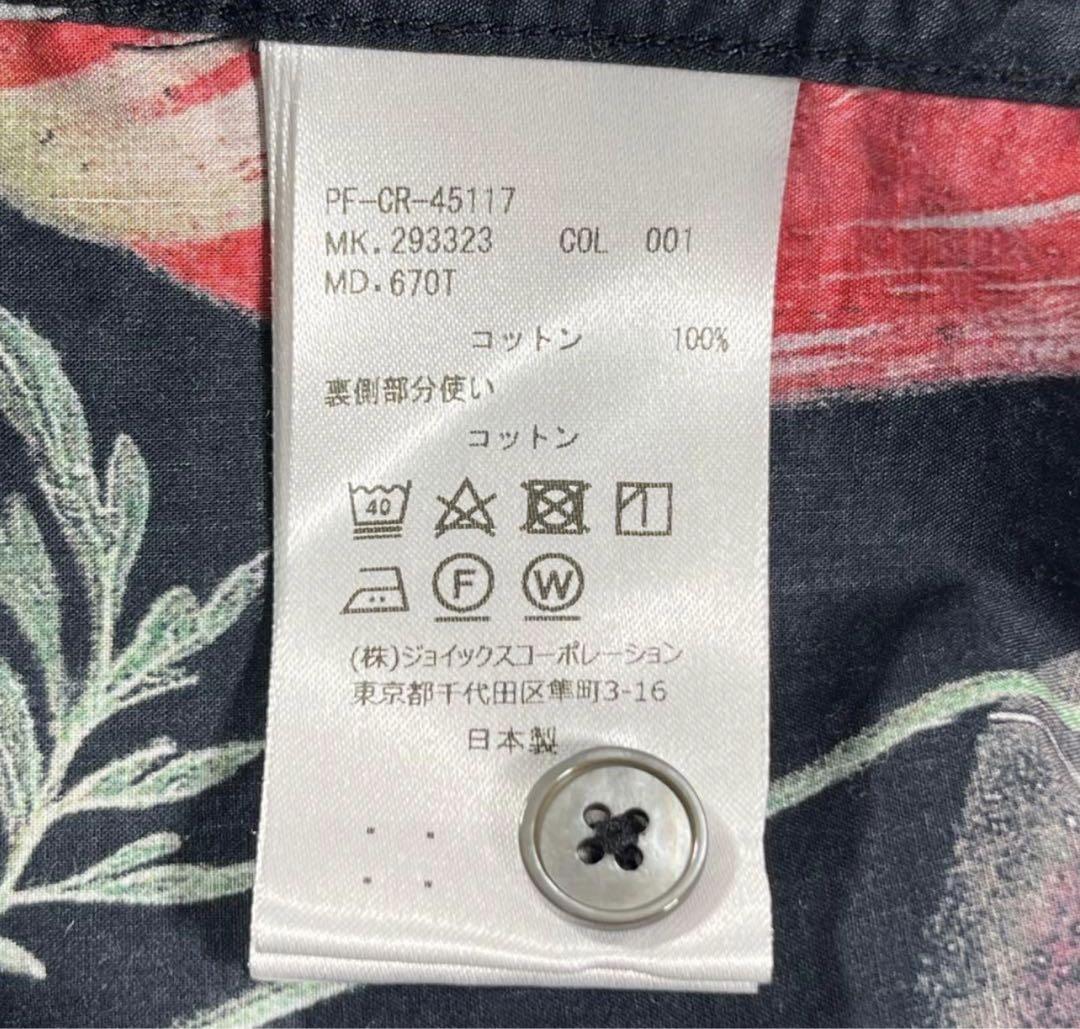 PF-CR-45117
MK.293323 COL 001
MD.670T
コットン 100%
裏側部分使い
コットン
40
F W
(株)ジョイックスコーポレーション
東京都千代田区隼町3-16
日本製